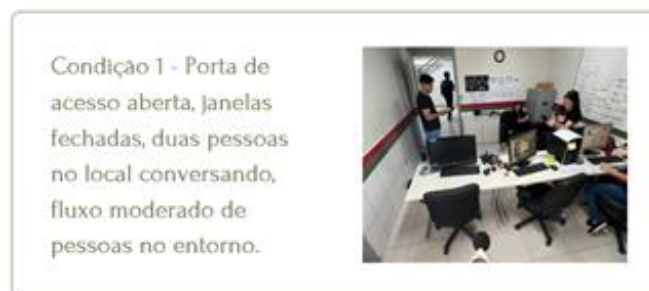 Condição 1 - Porta de
acesso aberta, janelas
fechadas, duas pessoas
no local conversando,
fluxo moderado de
pessoas no entorno.